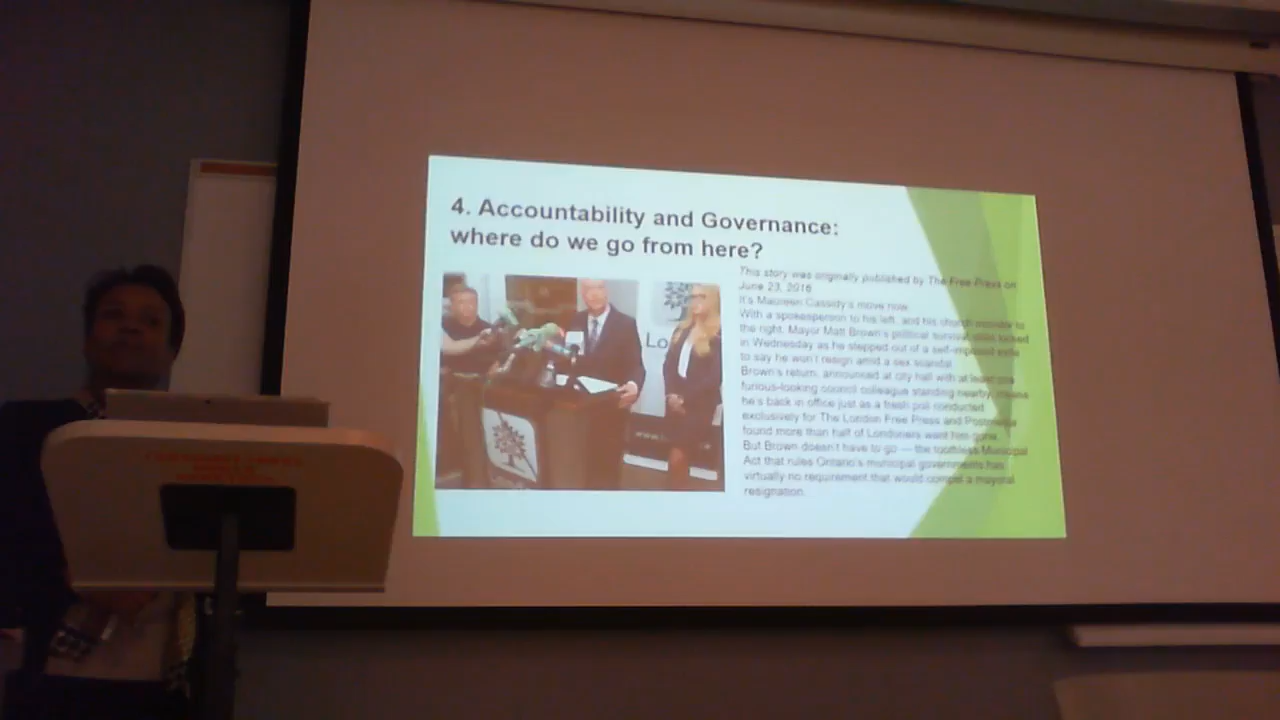 4. Accountability and Governance:
where do we go from here?
This story was originally published by The Free Press on
June 23, 2016
It's Maureen Cassidy's move now.
With a spokesperson to his left, and his church minister to
the right, Mayor Matt Brown's political survival kicked
in Wednesday as he stepped out of a self-imposed exile
to say he won't resign amid a sex scandal.
Brown's return, announced at city hall with at least one
furious-looking council colleague standing nearby, means
he's back in office just as a fresh poll conducted
exclusively for The London Free Press and Postmedia
found more than half of Londoners want him gone.
But Brown doesn't have to go — the toothless Municipal
Act that rules Ontario's municipal governments has
virtually no requirement that would compel a mayoral
resignation.
Lo